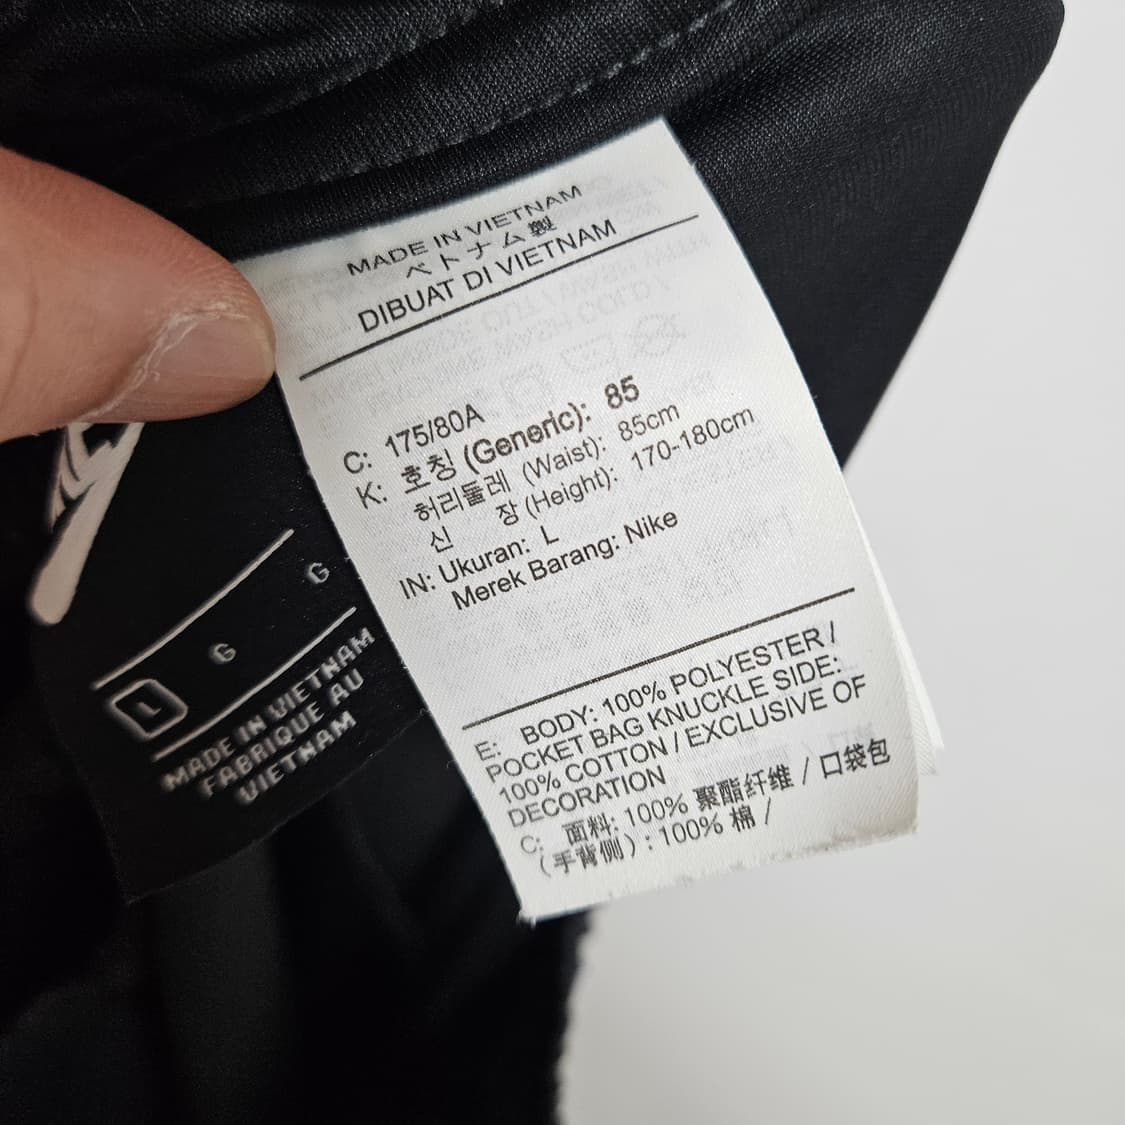 MADE IN VIETNAM
ベトナム製
DIBUAT DI VIETNAM
C: 175/80A
K: 호칭 (Generic): 85
허리둘레 (Waist): 85cm
신 장 (Height): 170-180cm
IN: Ukuran: L
Merek Barang: Nike
E: BODY: 100% POLYESTER /
POCKET BAG KNUCKLE SIDE:
100% COTTON / EXCLUSIVE OF
DECORATION
C: 面料: 100% 聚酯纤维 / 口袋包
(手背侧) : 100% 棉 /
G
G
L
MADE IN VIETNAM
FABRIQUE AU
VIETNAM